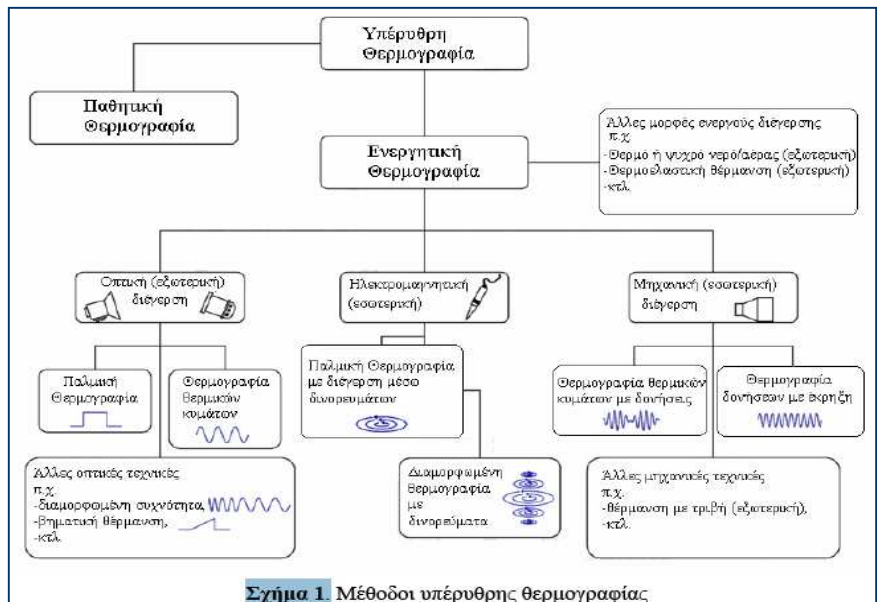 Υπέρυθρη
Θερμογραφία
Παθητική
Θερμογραφία
Ενεργητική
Θερμογραφία
Άλλες μορφές ενεργούς διέγερσης
π.χ
-Θερμό ή ψυχρό νερό/αέρας (εξωτερική)
-Θερμοελαστική θέρμανση (εξωτερική)
-κτλ.
Οπτική (εξωτερική)
διέγερση
Ηλεκτρομαγνητική
(εσωτερική)
Μηχανική (εσωτερική)
διέγερση
Παλμική
Θερμογραφία
Θερμογραφία
θερμικών
κυμάτων
Παλμική Θερμογραφία
με διέγερση μέσω
δινορευμάτων
Θερμογραφία θερμικών
κυμάτων με δονήσεις
Θερμογραφία
δονήσεων με έκρηξη
Άλλες οπτικές τεχνικές
π.χ
-διαμορφωμένη συχνότητα,
-βηματική θέρμανση,
-κτλ.
Διαμορφωμένη
θερμογραφία
με
δινορεύματα
Άλλες μηχανικές τεχνικές
π.χ.
-θέρμανση με τριβή (εξωτερική),
-κτλ.
Σχήμα 1. Μέθοδοι υπέρυθρης θερμογραφίας